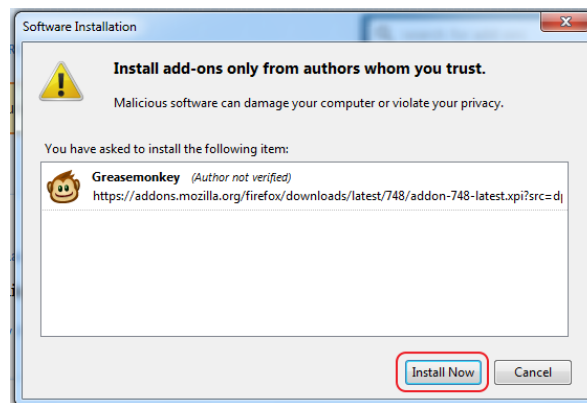 Software Installation
Install add-ons only from authors whom you trust.
Malicious software can damage your computer or violate your privacy.
You have asked to install the following item:
Greasemonkey (Author not verified)
https://addons.mozilla.org/firefox/downloads/latest/748/addon-748-latest.xpi?src=d
Install Now
Cancel